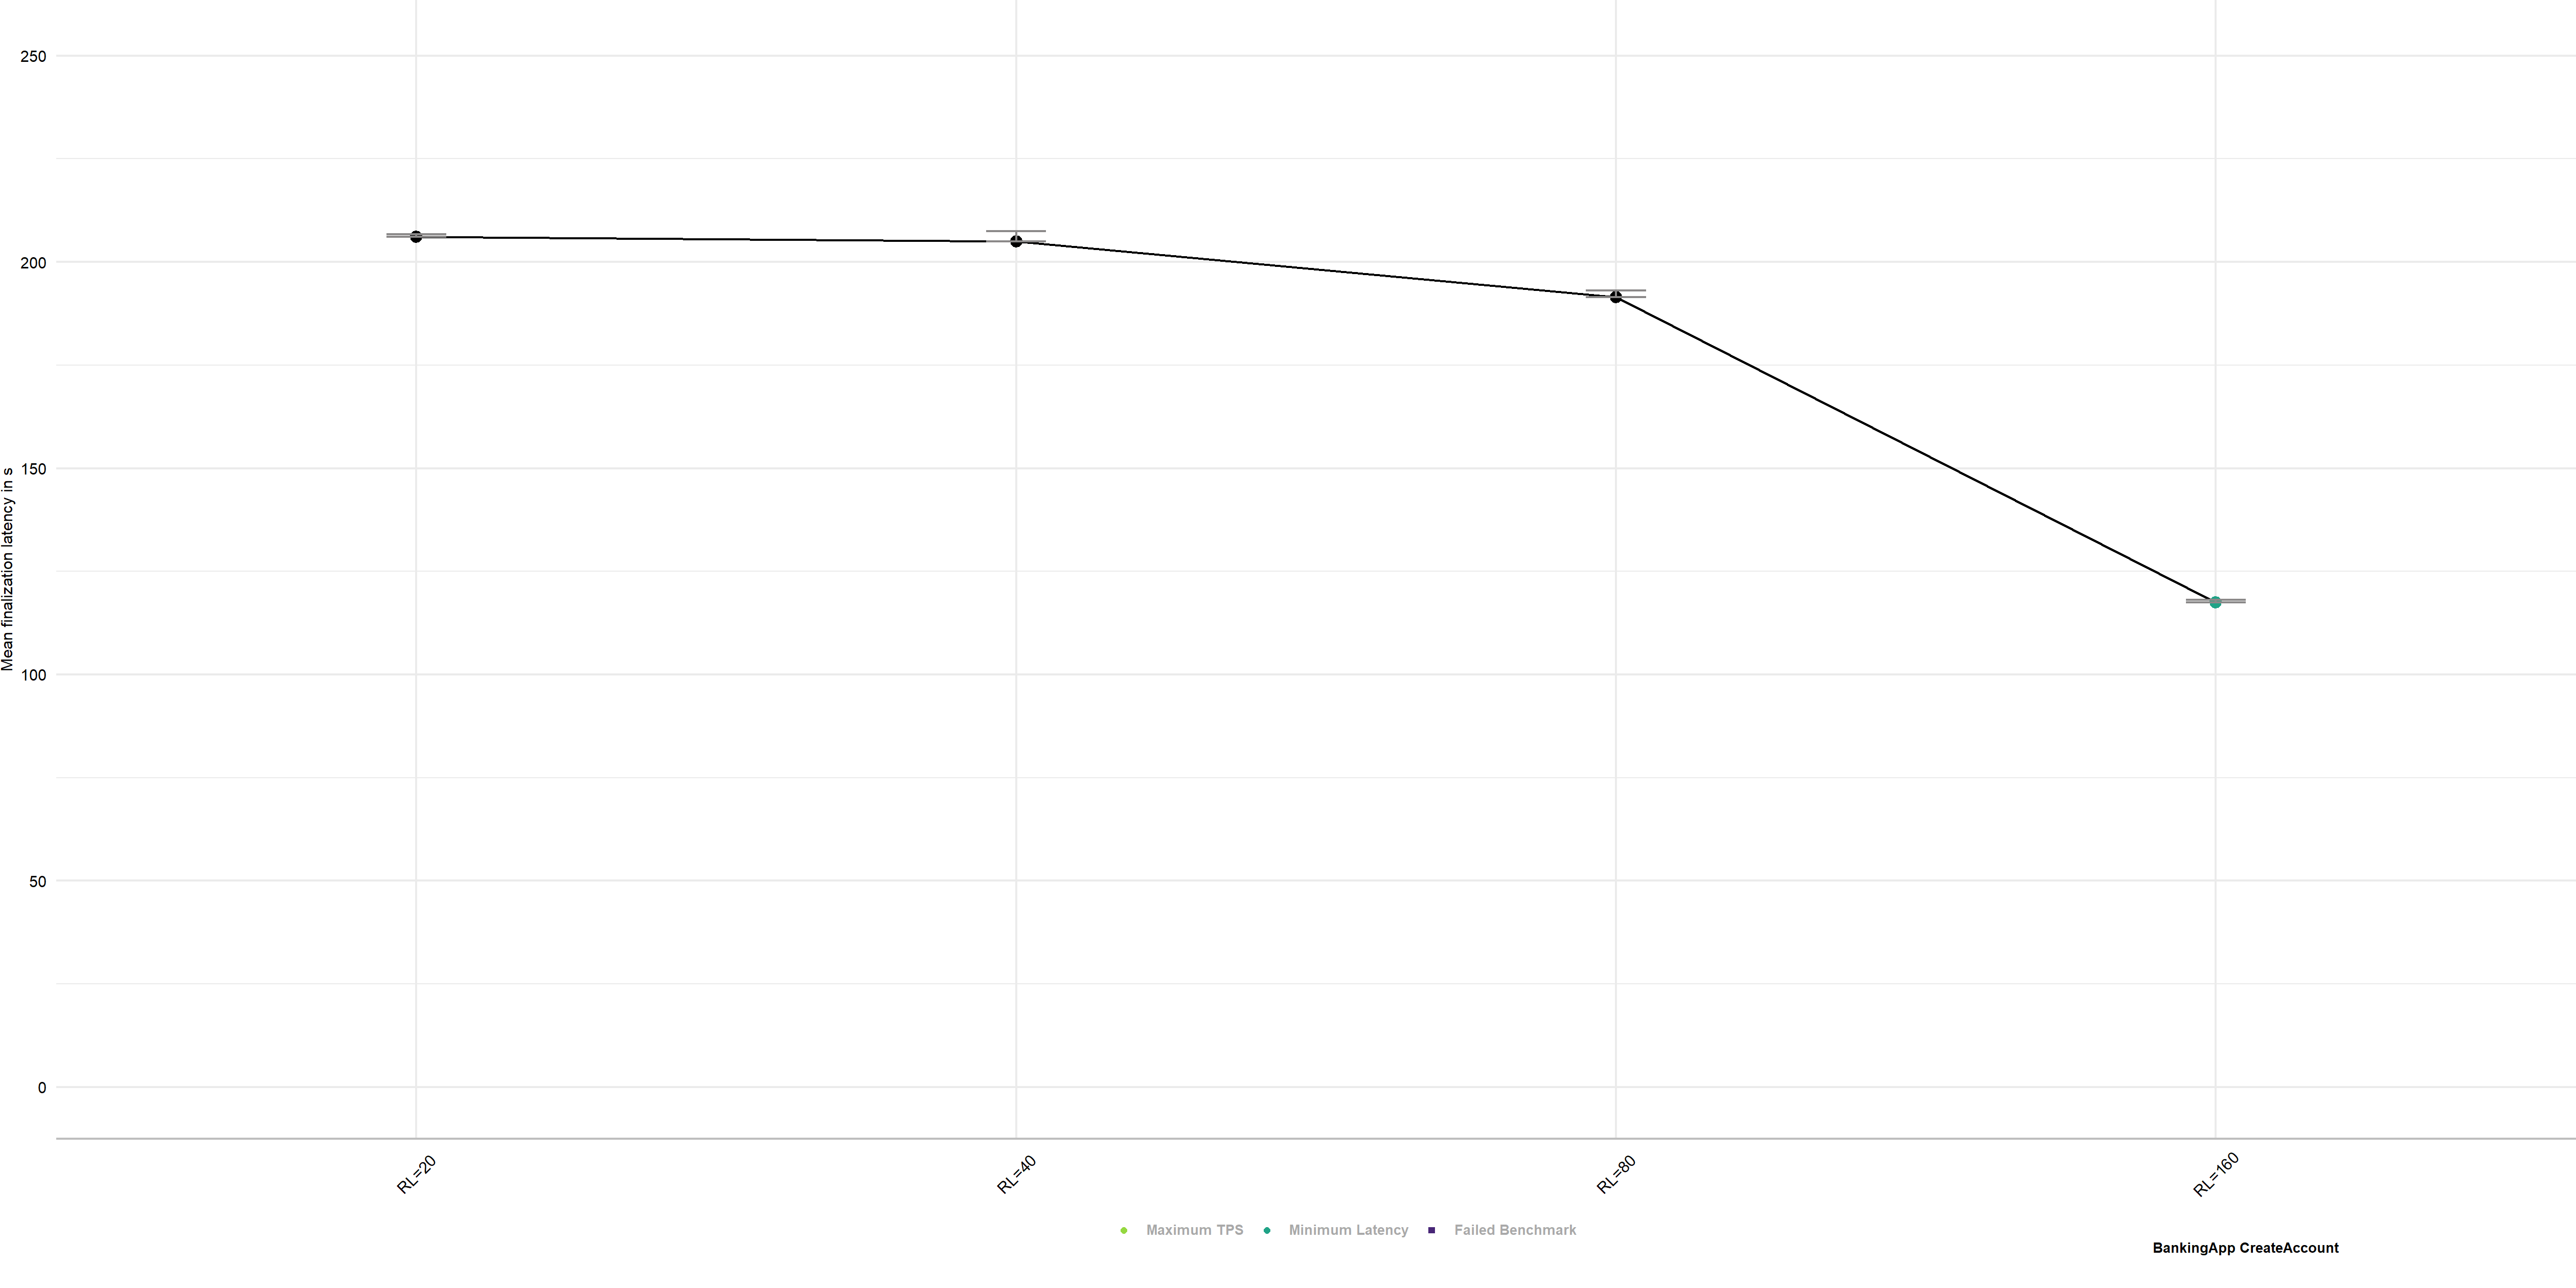 250
200
150
100
50
0
Mean finalization latency in s
RL=20
RL=40
RL=80
RL=160
Maximum TPS
Minimum Latency
Failed Benchmark
BankingApp CreateAccount